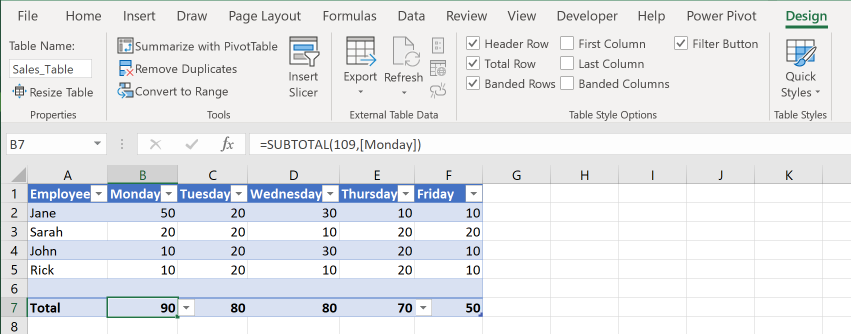 File Home Insert Draw Page Layout Formulas Data Review View Developer Help Power Pivot Design
Table Name: Summarize with PivotTable Header Row First Column Filter Button
Sales_Table Remove Duplicates Insert Slicer Export Refresh Total Row Last Column Quick Styles
Resize Table Convert to Range Banded Rows Banded Columns
Properties Tools External Table Data Table Style Options Table Styles
B7 fx =SUBTOTAL(109,[Monday])
A B C D E F G H I J K
1 Employee Monday Tuesday Wednesday Thursday Friday
2 Jane 50 20 30 10 10
3 Sarah 20 20 10 20 20
4 John 10 20 30 20 10
5 Rick 10 20 10 20 10
6
7 Total 90 80 80 70 50
8